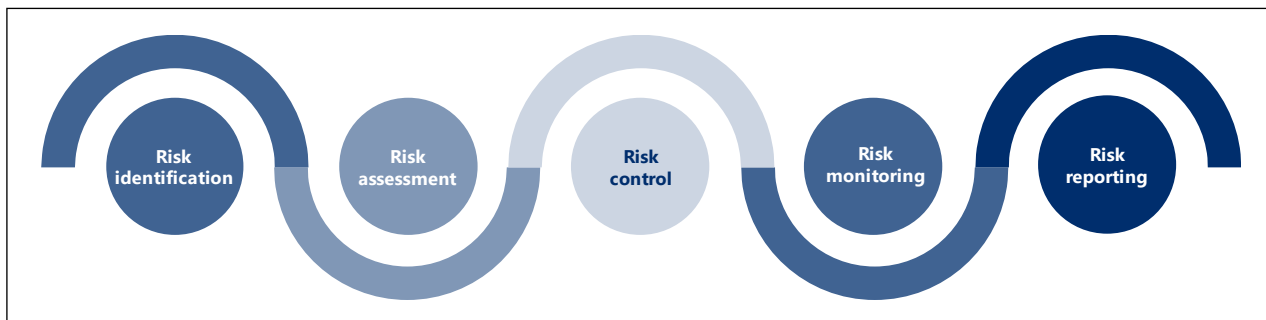 Risk
identification
Risk
assessment
Risk
control
Risk
monitoring
Risk
reporting